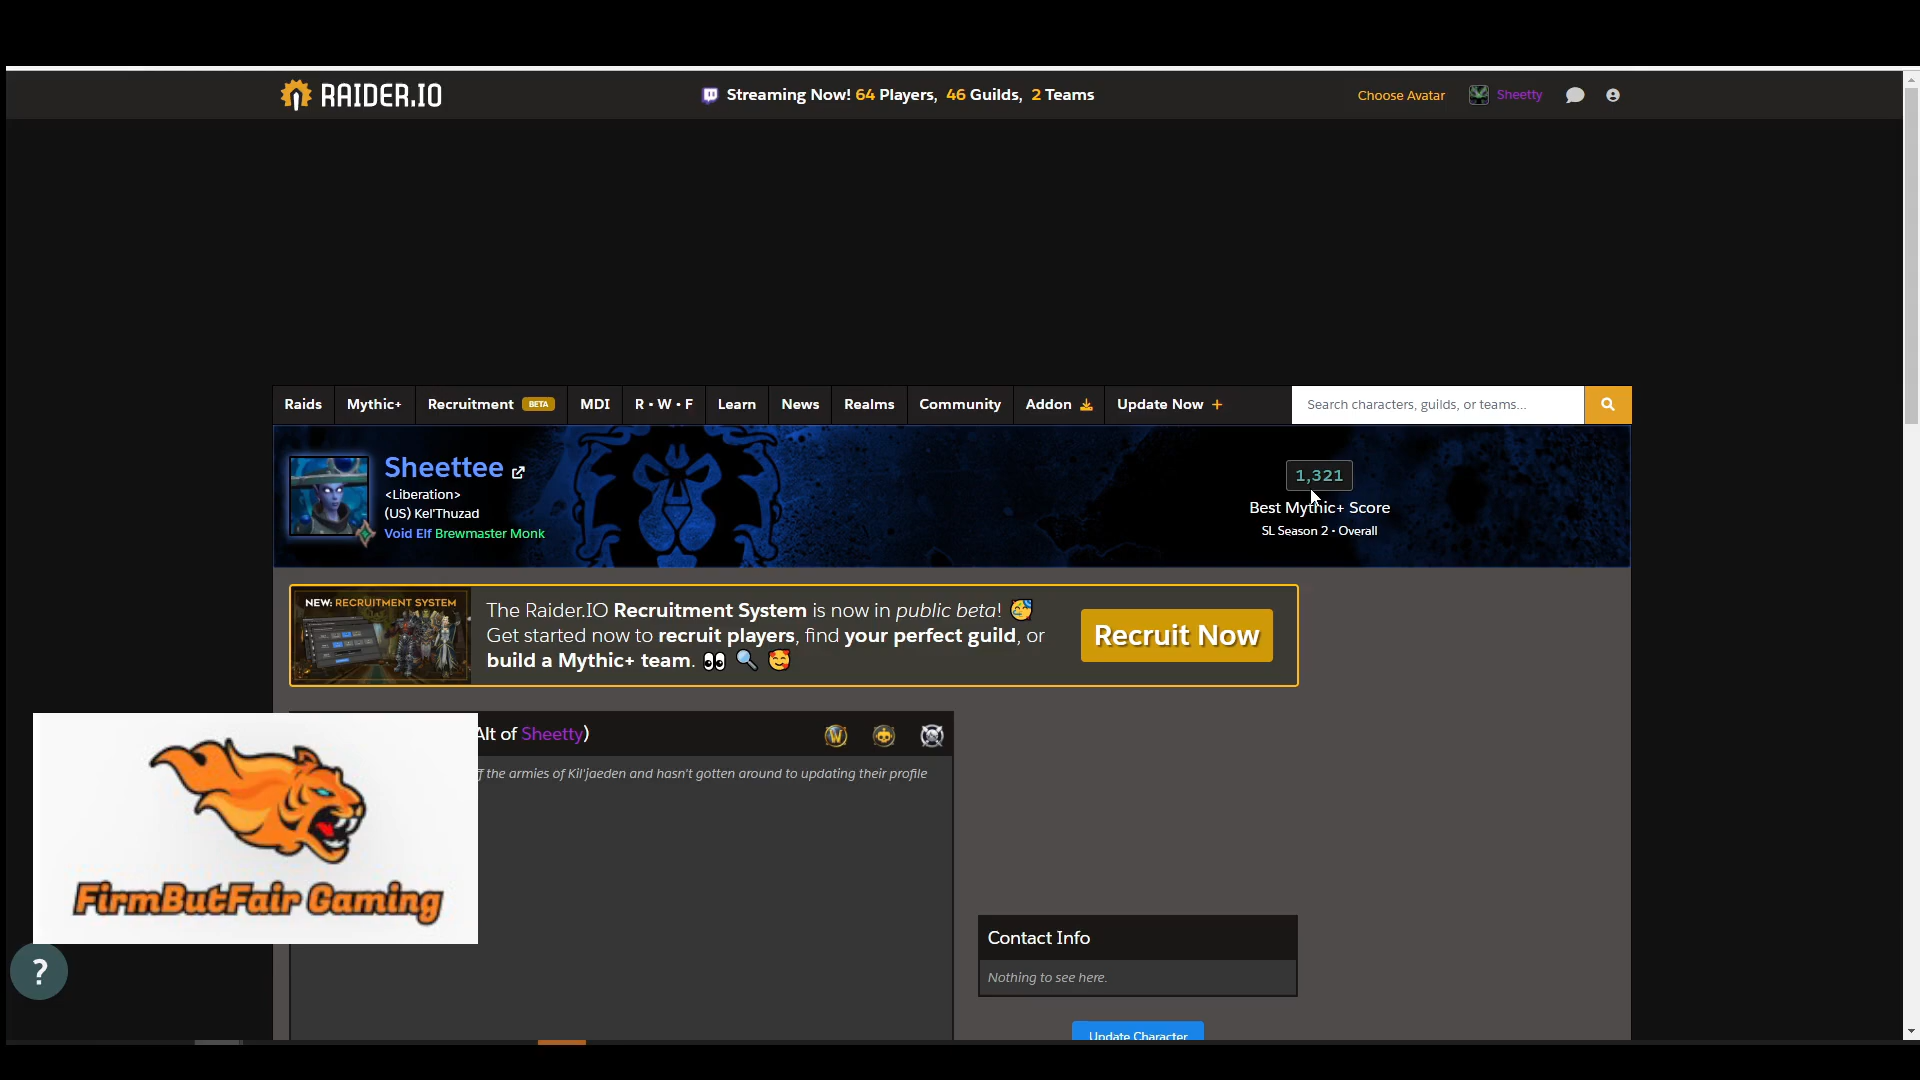 RAIDER.IO
Streaming Now! 64 Players, 46 Guilds, 2 Teams
Choose Avatar
Sheetty
Raids
Mythic+
Recruitment BETA
MDI
R • W • F
Learn
News
Realms
Community
Addon
Update Now +
Search characters, guilds, or teams...
Sheettee
<Liberation>
(US) Kel'Thuzad
Void Elf Brewmaster Monk
1,321
Best Mythic+ Score
SL Season 2 • Overall
NEW: RECRUITMENT SYSTEM
The Raider.IO Recruitment System is now in public beta!
Get started now to recruit players, find your perfect guild, or
build a Mythic+ team.
Recruit Now
Alt of Sheetty)
the armies of Kil'jaeden and hasn't gotten around to updating their profile
FirmButFair Gaming
?
Contact Info
Nothing to see here.
Update Character